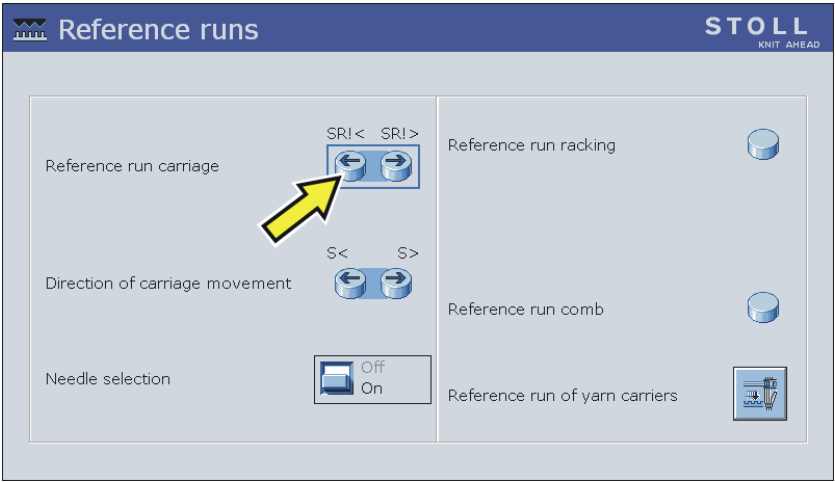 Reference runs
STOLL
KNIT AHEAD
SR!< SR!>
Reference run carriage
S< S>
Direction of carriage movement
Needle selection
Off
On
Reference run racking
Reference run comb
Reference run of yarn carriers